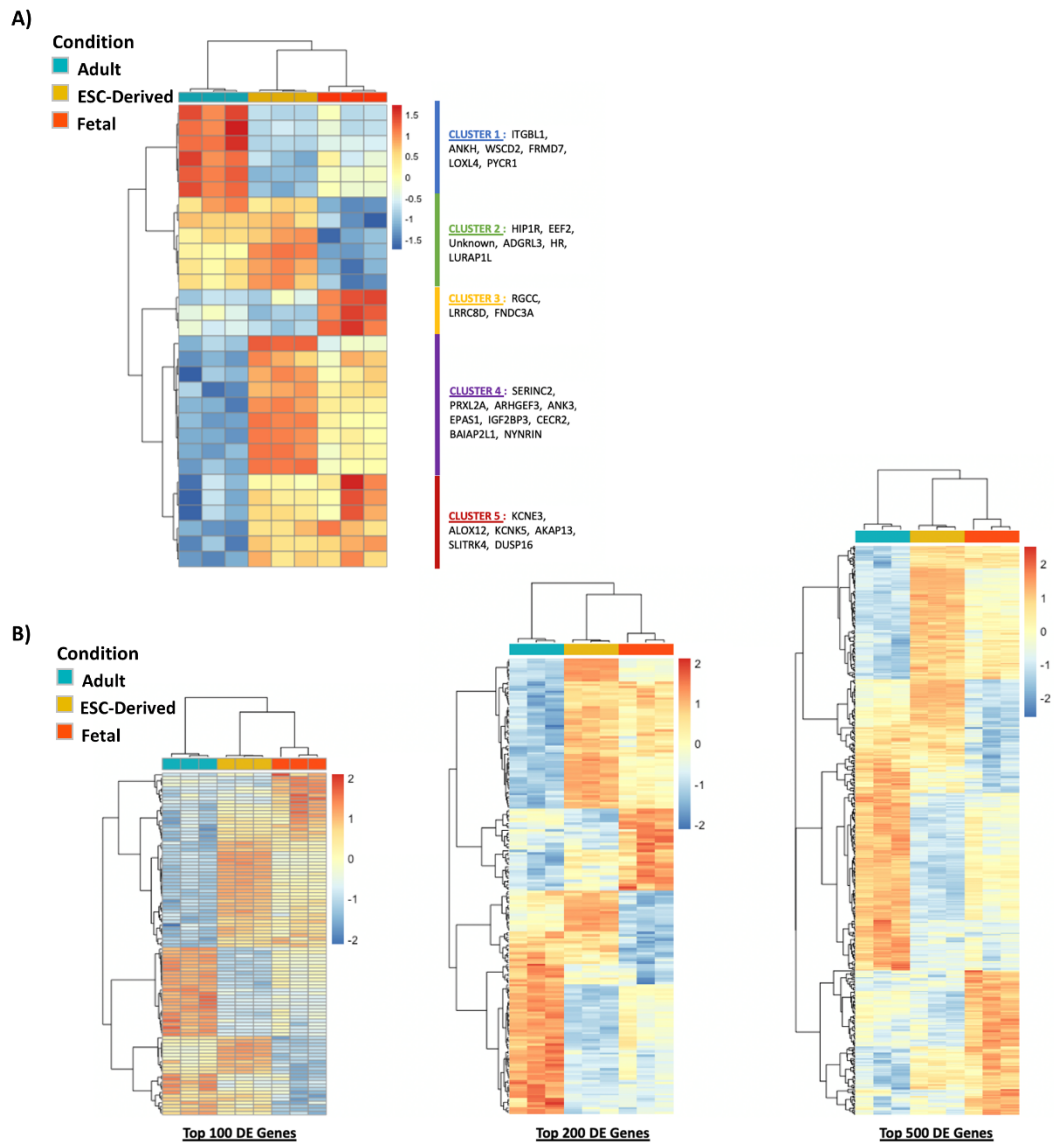 A)
Condition
Adult
ESC-Derived
Fetal
1.5
1
0.5
0
-0.5
-1
-1.5
CLUSTER 1 : ITGBL1,
ANKH, WSCD2, FRMD7,
LOXL4, PYCR1
CLUSTER 2 : HIP1R, EEF2,
Unknown, ADGRL3, HR,
LURAP1L
CLUSTER 3 : RGCC,
LRRC8D, FNDC3A
CLUSTER 4 : SERINC2,
PRXL2A, ARHGEF3, ANK3,
EPAS1, IGF2BP3, CECR2,
BAIAP2L1, NYNRIN
CLUSTER 5 : KCNE3,
ALOX12, KCNK5, AKAP13,
SLITRK4, DUSP16
B)
Condition
Adult
ESC-Derived
Fetal
2
1
0
-1
-2
Top 100 DE Genes
2
1
0
-1
-2
Top 200 DE Genes
2
1
0
-1
-2
Top 500 DE Genes